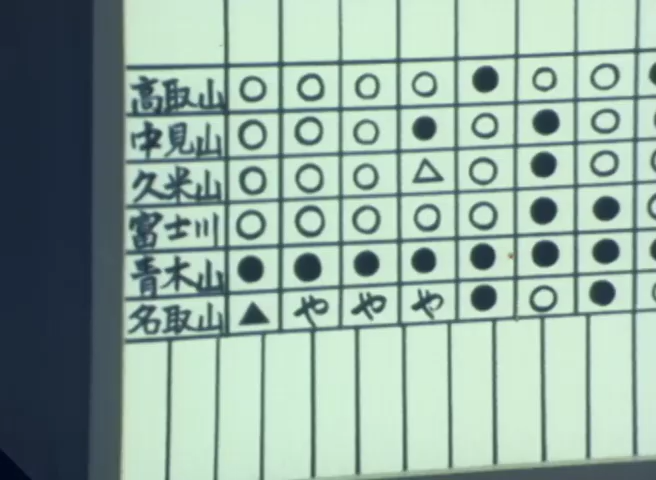 高取山 ○ ○ ○ ○ ● ○ ○
中見山 ○ ○ ○ ● ○ ● ○
久米山 ○ ○ ○ △ ○ ● ○
富士川 ○ ○ ○ ○ ○ ● ●
青木山 ● ● ● ● ● ● ●
名取山 ▲ や や や ● ○ ●